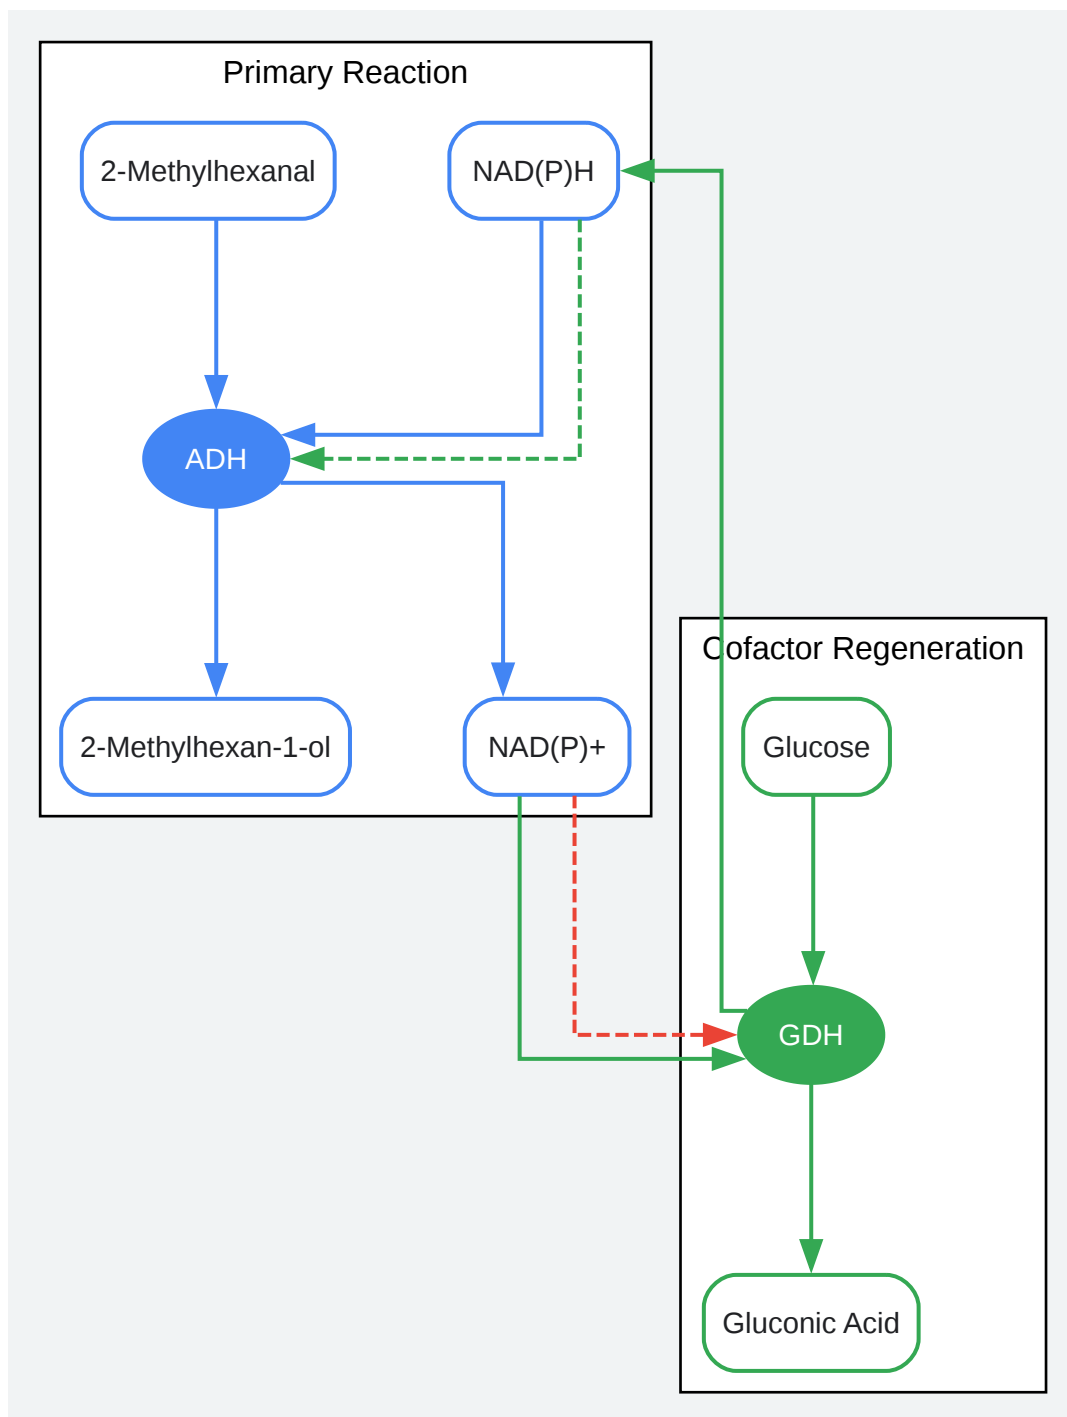 Primary Reaction
2-Methylhexanal
NAD(P)H
ADH
2-Methylhexan-1-ol
NAD(P)+
Cofactor Regeneration
Glucose
GDH
Gluconic Acid